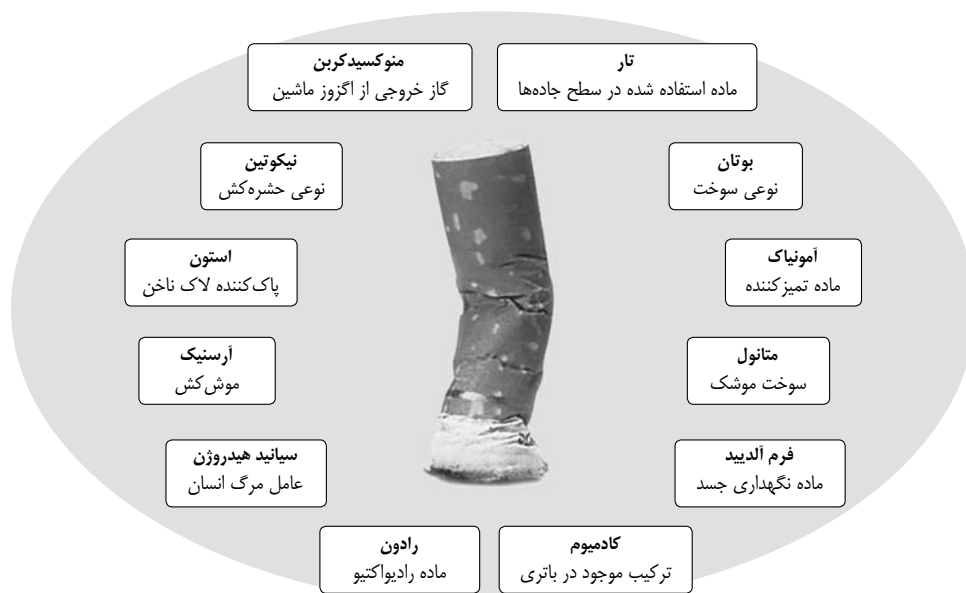 تار
ماده استفاده شده در سطح جاده‌ها
منوکسیدکربن
گاز خروجی از اگزوز ماشین
بوتان
نوعی سوخت
نیکوتین
نوعی حشره‌کش
آمونیاک
ماده تمیزکننده
استون
پاک‌کننده لاک ناخن
متانول
سوخت موشک
آرسنیک
موش‌کش
فرم آلدیید
ماده نگهداری جسد
سیانید هیدروژن
عامل مرگ انسان
کادمیوم
ترکیب موجود در باتری
رادون
ماده رادیواکتیو